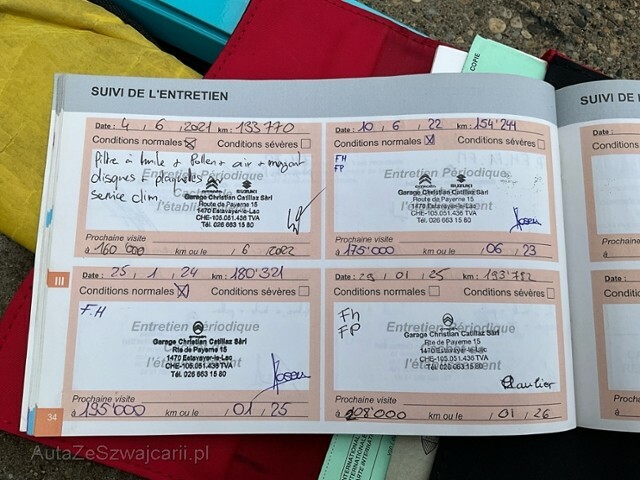 COPIE
SUIVI DE L'ENTRETIEN
SUIVI DE
Date : 4 , 6 , 2021 km : 133 770
Conditions normales Conditions sévères :
Filtre à huile + Pollen + air + moyant
disques + plaquettes
service clim
Entretien Périodique
CITROËN SUZUKI
Garage Christian Catillaz Sàrl
Route de Payerne 15
1470 Estavayer-le-Lac
CHE-105.051.436 TVA
Tél. 026 663 15 80
Prochaine visite
à 160'000 km ou le 6 , 2022
Date : 10 , 6 , 22 km : 154'244
Conditions normales : Conditions sévères :
FH
FP
Entretien Périodique
CITROËN SUZUKI
Garage Christian Catillaz Sàrl
Route de Payerne 15
1470 Estavayer-le-Lac
CHE-105.051.436 TVA
Tél. 026 663 15 80
Prochaine visite
à 175'000 km ou le 06 , 23
III
Date : 25 , 1 , 24 km : 180'321
Conditions normales Conditions sévères :
F.H
Entretien Périodique
Garage Christian Catillaz Sàrl
Rte de Payerne 15
1470 Estavayer-le-Lac
CHE-105.051.436 TVA
Tél. 026 663 15 80
Prochaine visite
à 195'000 km ou le , 01 , 25
Date : 29 , 01 , 25 km : 193'752
Conditions normales : Conditions sévères :
FH
FP
Entretien Périodique
Garage Christian Catillaz Sàrl
Rte de Payerne 15
1470 Estavayer-le-Lac
CHE-105.051.436 TVA
Tél. 026 663 15 80
Prochaine visite
à 208'000 km ou le , 01 , 26
34
AutaZeSzwajcarii.pl